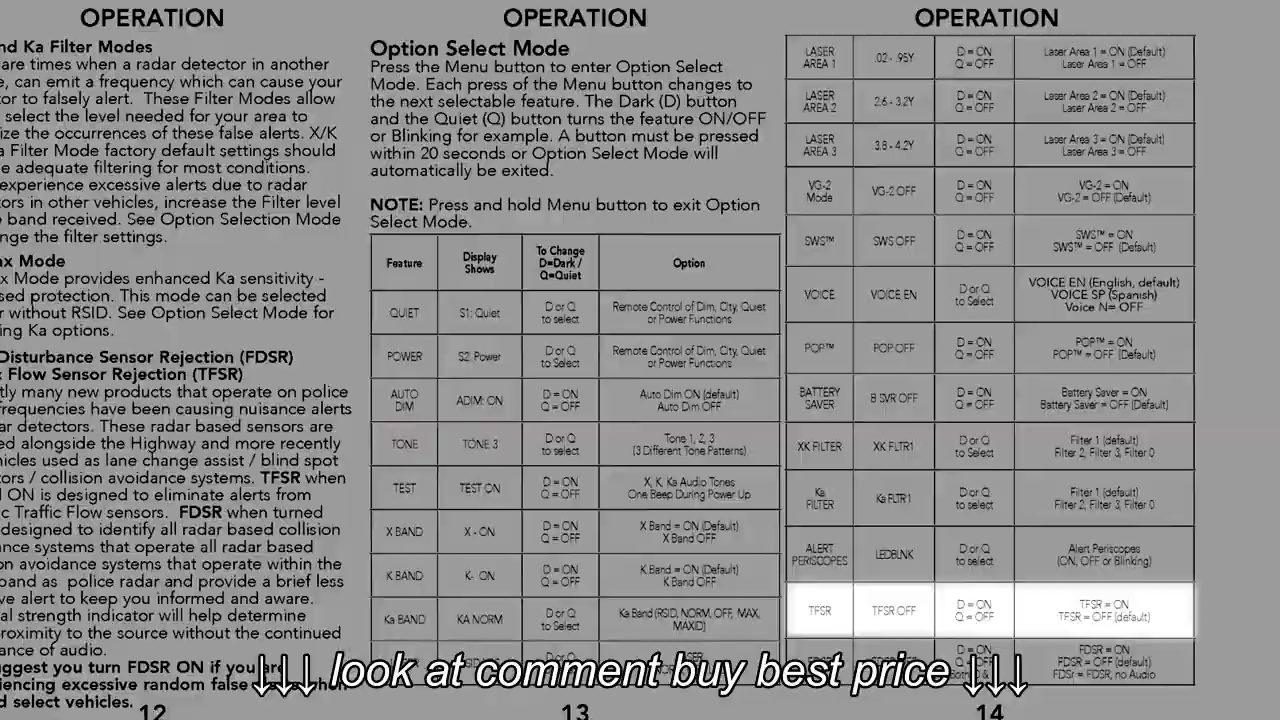 OPERATION
nd Ka Filter Modes
are times when a radar detector in another
e, can emit a frequency which can cause your
tor to falsely alert. These Filter Modes allow
select the level needed for your area to
ize the occurrences of these false alerts. X/K
a Filter Mode factory default settings should
e adequate filtering for most conditions.
experience excessive alerts due to radar
tors in other vehicles, increase the Filter level
e band received. See Option Selection Mode
nge the filter settings.
ax Mode
x Mode provides enhanced Ka sensitivity -
sed protection. This mode can be selected
r without RSID. See Option Select Mode for
ing Ka options.
Disturbance Sensor Rejection (FDSR)
c Flow Sensor Rejection (TFSR)
tly many new products that operate on police
frequencies have been causing nuisance alerts
ar detectors. These radar based sensors are
ed alongside the Highway and more recently
hicles used as lane change assist / blind spot
tors / collision avoidance systems. TFSR when
d ON is designed to eliminate alerts from
ic Traffic Flow sensors. FDSR when turned
designed to identify all radar based collision
ance systems that operate all radar based
on avoidance systems that operate within the
band as police radar and provide a brief less
ve alert to keep you informed and aware.
al strength indicator will help determine
roximity to the source without the continued
ance of audio.
uggest you turn FDSR ON if you are
iencing excessive random false
d select vehicles.
12
OPERATION
Option Select Mode
Press the Menu button to enter Option Select
Mode. Each press of the Menu button changes to
the next selectable feature. The Dark (D) button
and the Quiet (Q) button turns the feature ON/OFF
or Blinking for example. A button must be pressed
within 20 seconds or Option Select Mode will
automatically be exited.
NOTE: Press and hold Menu button to exit Option
Select Mode.
Feature Display Shows To Change D=Dark / Q=Quiet Option
QUIET S1: Quiet D or Q to select Remote Control of Dim, City, Quiet or Power Functions
POWER S2: Power D or Q to Select Remote Control of Dim, City, Quiet or Power Functions
AUTO DIM ADIM: ON D = ON Q = OFF Auto Dim ON (default) Auto Dim OFF
TONE TONE 3 D or Q to select Tone 1, 2, 3 (3 Different Tone Patterns)
TEST TEST ON D = ON Q = OFF X, K, Ka Audio Tones One Beep During Power Up
X BAND X - ON D = ON Q = OFF X Band = ON (Default) X Band OFF
K BAND K- ON D = ON Q = OFF K Band = ON (Default) K Band OFF
Ka BAND KA NORM D or Q to Select Ka Band (RSID, NORM, OFF, MAX, MAXID)
13
OPERATION
LASER AREA 1 .02 - .95Y D = ON Q = OFF Laser Area 1 = ON (Default) Laser Area 1 = OFF
LASER AREA 2 2.6 - 3.2Y D = ON Q = OFF Laser Area 2 = ON (Default) Laser Area 2 = OFF
LASER AREA 3 3.8 - 4.2Y D = ON Q = OFF Laser Area 3 = ON (Default) Laser Area 3 = OFF
VG-2 Mode VG-2 OFF D = ON Q = OFF VG-2 = ON VG-2 = OFF (Default)
SWS™ SWS OFF D = ON Q = OFF SWS™ = ON SWS™ = OFF (Default)
VOICE VOICE EN D or Q to Select VOICE EN (English, default) VOICE SP (Spanish) Voice N= OFF
POP™ POP OFF D = ON Q = OFF POP™ = ON POP™ = OFF (Default)
BATTERY SAVER B SVR OFF D = ON Q = OFF Battery Saver = ON Battery Saver = OFF (Default)
XK FILTER XK FLTR1 D or Q to Select Filter 1 (default) Filter 2, Filter 3, Filter 0
Ka FILTER Ka FLTR1 D or Q to select Filter 1 (default) Filter 2, Filter 3, Filter 0
ALERT PERISCOPES LEDBLNK D or Q to select Alert Periscopes (ON, OFF or Blinking)
TFSR TFSR OFF D = ON Q = OFF TFSR = ON TFSR = OFF (default)
D = ON Q = OFF FDSR = ON FDSR = OFF (default) FDSr = FDSR, no Audio
14
↓↓↓ look at comment buy best price ↓↓↓